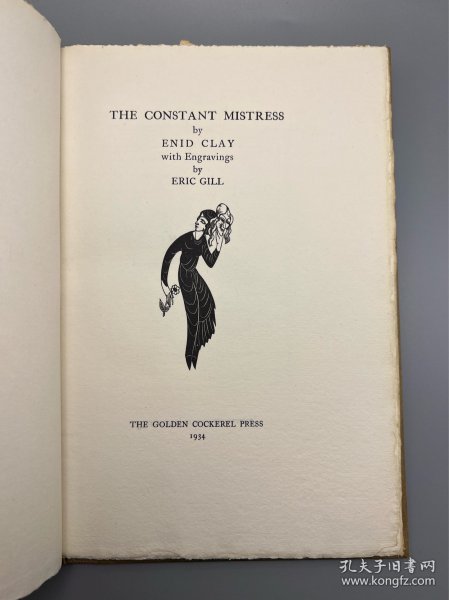 THE CONSTANT MISTRESS
by
ENID CLAY
with Engravings
by
ERIC GILL
THE GOLDEN COCKEREL PRESS
1934
孔夫子旧书网
www.kongfz.com